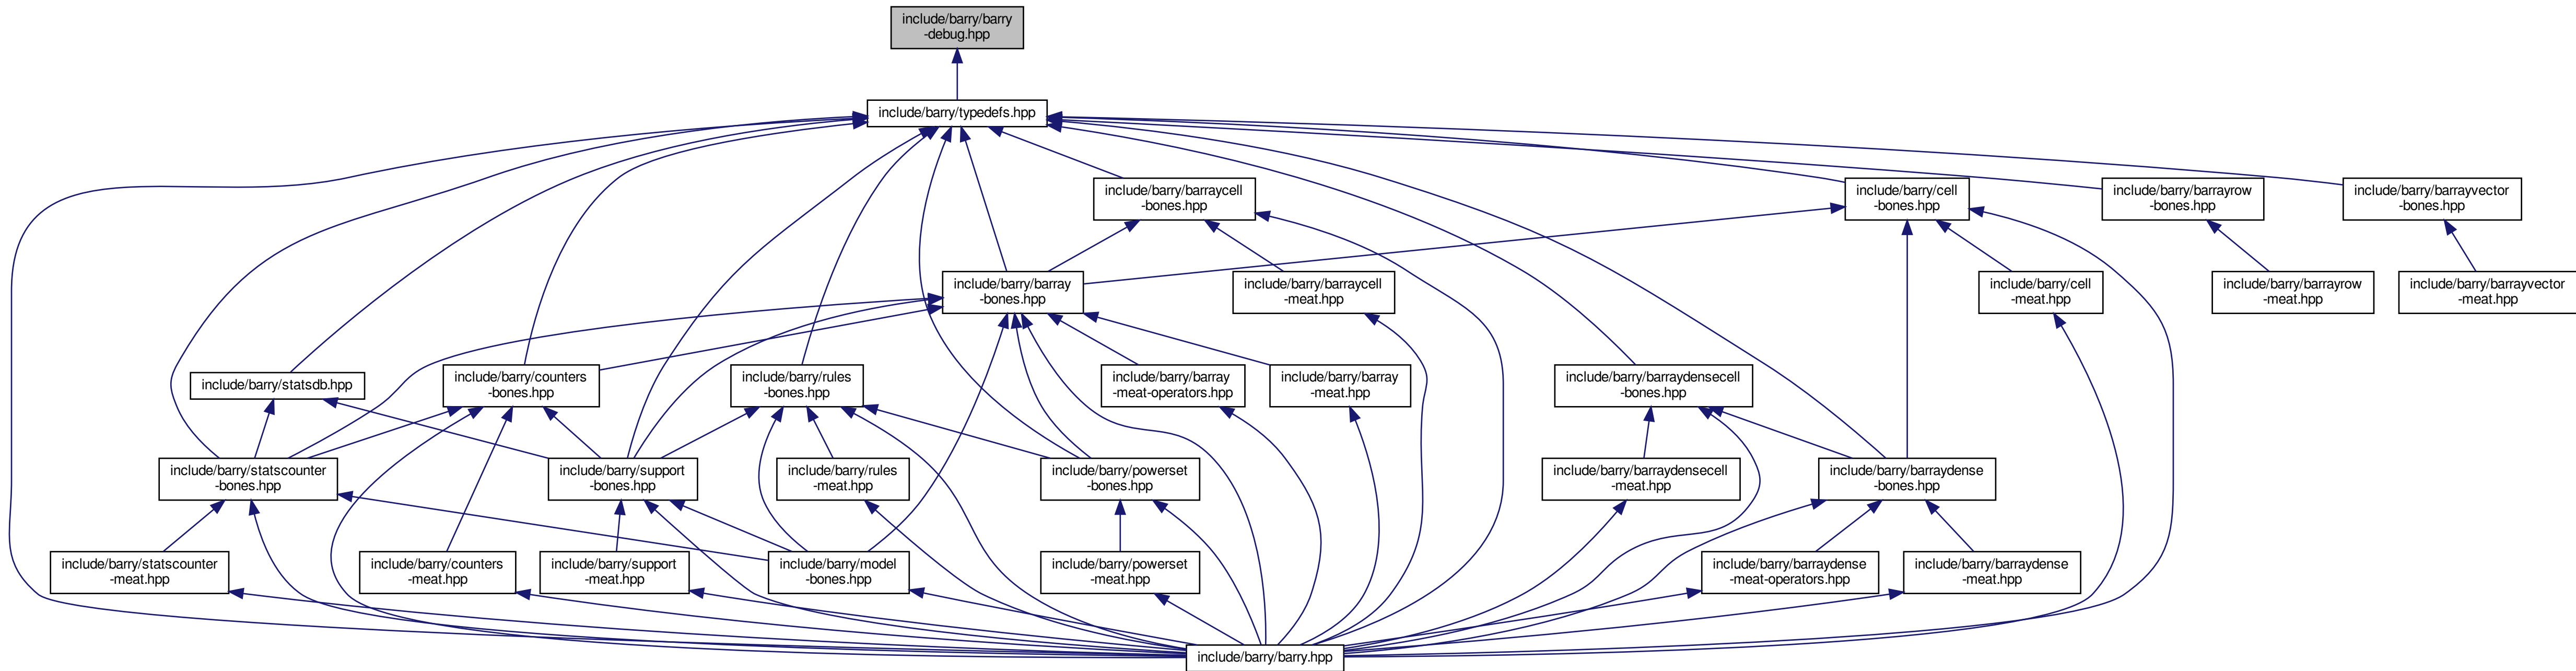 include/barry/barry
-debug.hpp
include/barry/typedefs.hpp
include/barry/barraycell
-bones.hpp
include/barry/cell
-bones.hpp
include/barry/barrayrow
-bones.hpp
include/barry/barrayvector
-bones.hpp
include/barry/barray
-bones.hpp
include/barry/barraycell
-meat.hpp
include/barry/cell
-meat.hpp
include/barry/barrayrow
-meat.hpp
include/barry/barrayvector
-meat.hpp
include/barry/statsdb.hpp
include/barry/counters
-bones.hpp
include/barry/rules
-bones.hpp
include/barry/barray
-meat-operators.hpp
include/barry/barray
-meat.hpp
include/barry/barraydensecell
-bones.hpp
include/barry/statscounter
-bones.hpp
include/barry/support
-bones.hpp
include/barry/rules
-meat.hpp
include/barry/powerset
-bones.hpp
include/barry/barraydensecell
-meat.hpp
include/barry/barraydense
-bones.hpp
include/barry/statscounter
-meat.hpp
include/barry/counters
-meat.hpp
include/barry/support
-meat.hpp
include/barry/model
-bones.hpp
include/barry/powerset
-meat.hpp
include/barry/barraydense
-meat-operators.hpp
include/barry/barraydense
-meat.hpp
include/barry/barry.hpp